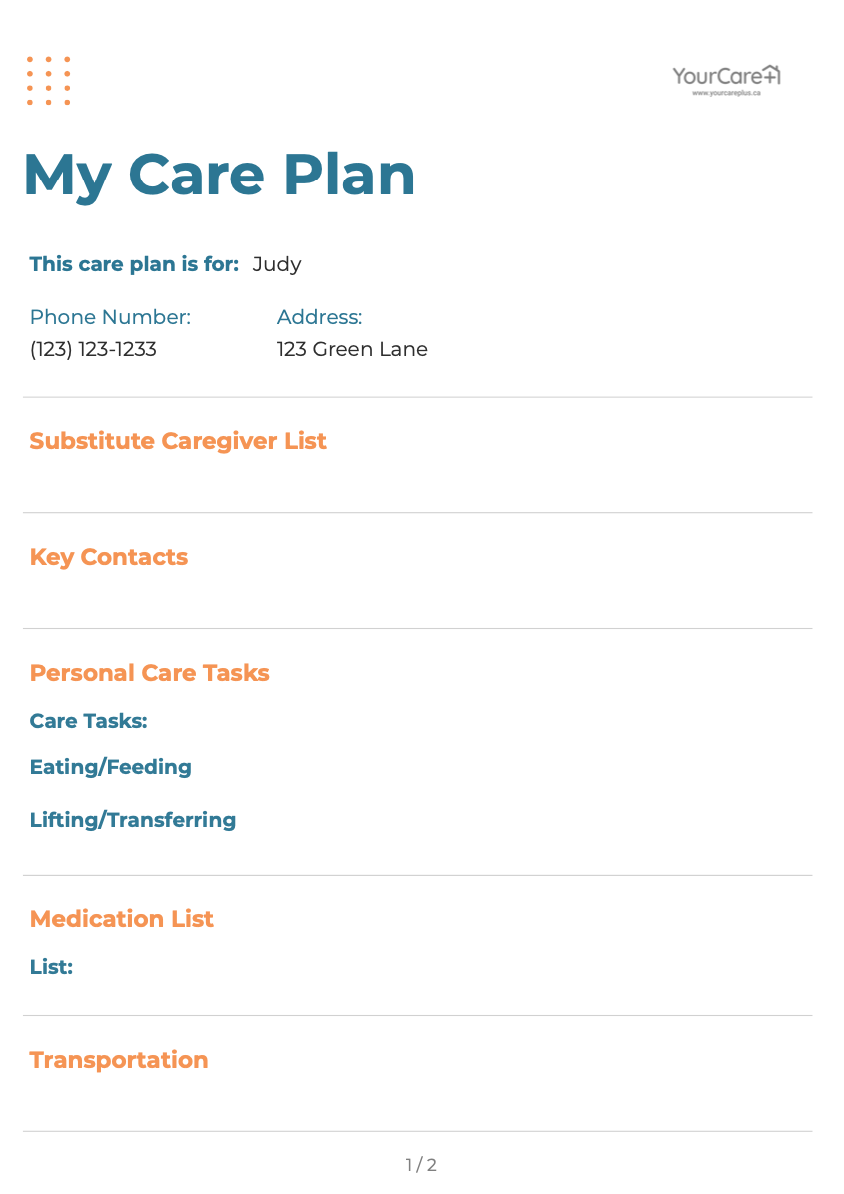 YourCare+
www.yourcareplus.ca
My Care Plan
This care plan is for: Judy
Phone Number: Address:
(123) 123-1233 123 Green Lane
Substitute Caregiver List
Key Contacts
Personal Care Tasks
Care Tasks:
Eating/Feeding
Lifting/Transferring
Medication List
List:
Transportation
1 / 2